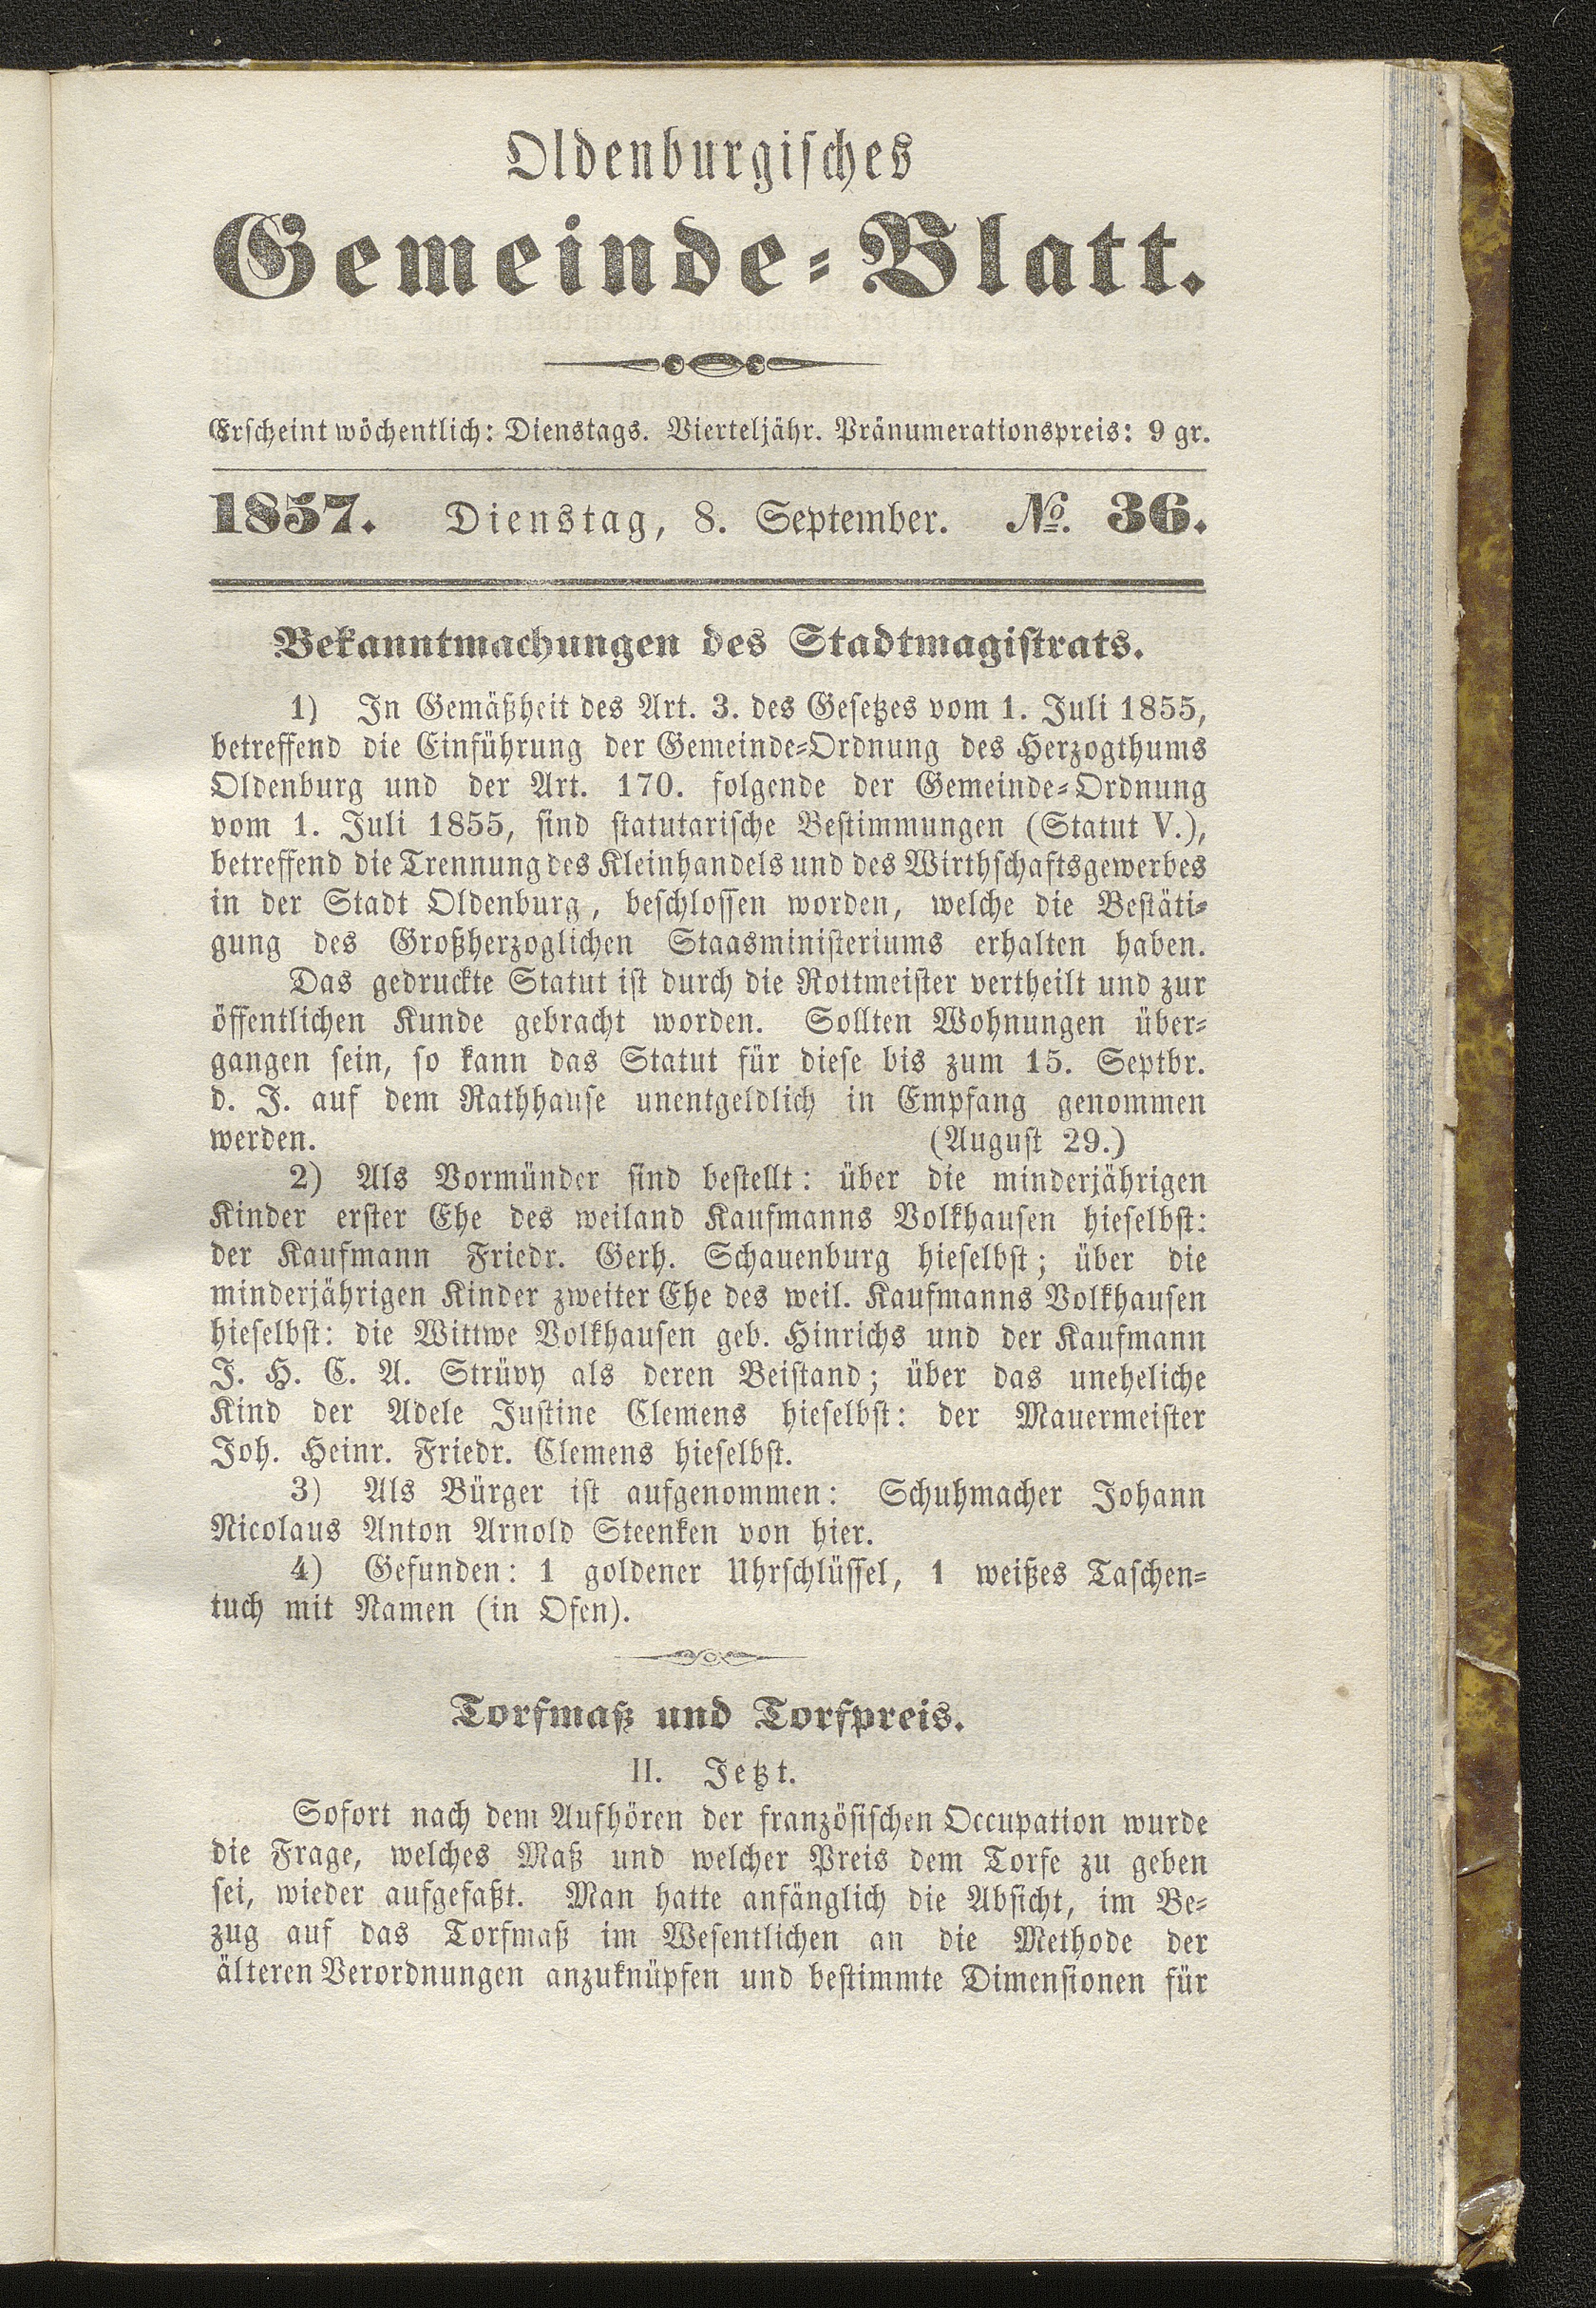 Oldenburgisches
Gemeinde-Blatt.
Erscheint wöchentlich: Dienstags. Vierteljähr. Pränumerationspreis: 9 gr.
1857. Dienstag, 8. September. No. 36.
Bekanntmachungen des Stadtmagistrats.
1) In Gemäßheit des Art. 3. des Gesetzes vom 1. Juli 1855,
betreffend die Einführung der Gemeinde-Ordnung des Herzogthums
Oldenburg und der Art. 170. folgende der Gemeinde-Ordnung
vom 1. Juli 1855, sind statutarische Bestimmungen (Statut V.),
betreffend die Trennung des Kleinhandels und des Wirthschaftsgewerbes
in der Stadt Oldenburg, beschlossen worden, welche die Bestäti-
gung des Großherzoglichen Staasministeriums erhalten haben.
Das gedruckte Statut ist durch die Rottmeister vertheilt und zur
öffentlichen Kunde gebracht worden. Sollten Wohnungen über-
gangen sein, so kann das Statut für diese bis zum 15. Septbr.
d. J. auf dem Rathhause unentgeldlich in Empfang genommen
werden. (August 29.)
2) Als Vormünder sind bestellt: über die minderjährigen
Kinder erster Ehe des weiland Kaufmanns Volkhausen hieselbst:
der Kaufmann Friedr. Gerh. Schauenburg hieselbst; über die
minderjährigen Kinder zweiter Ehe des weil. Kaufmanns Volkhausen
hieselbst: die Wittwe Volkhausen geb. Hinrichs und der Kaufmann
J. H. C. A. Strüvy als deren Beistand; über das uneheliche
Kind der Adele Justine Clemens hieselbst: der Mauermeister
Joh. Heinr. Friedr. Clemens hieselbst.
3) Als Bürger ist aufgenommen: Schuhmacher Johann
Nicolaus Anton Arnold Steenken von hier.
4) Gefunden: 1 goldener Uhrschlüssel, 1 weißes Taschen-
tuch mit Namen (in Ofen).
Torfmaß und Torfpreis.
II. Jetzt.
Sofort nach dem Aufhören der französischen Occupation wurde
die Frage, welches Maß und welcher Preis dem Torfe zu geben
sei, wieder aufgefaßt. Man hatte anfänglich die Absicht, im Be-
zug auf das Torfmaß im Wesentlichen an die Methode der
älteren Verordnungen anzuknüpfen und bestimmte Dimensionen für